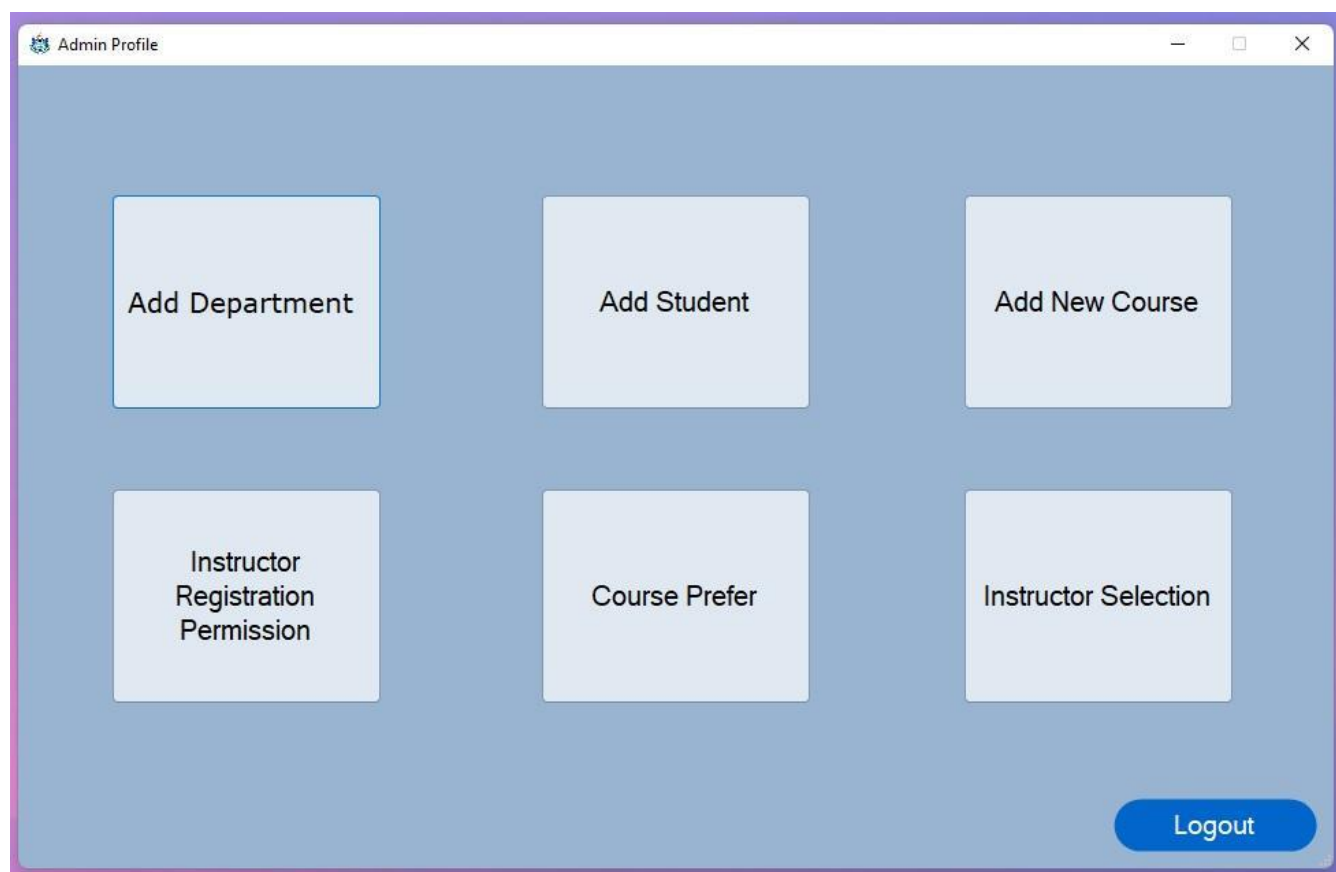 Admin Profile
Add Department
Add Student
Add New Course
Instructor
Registration
Permission
Course Prefer
Instructor Selection
Logout